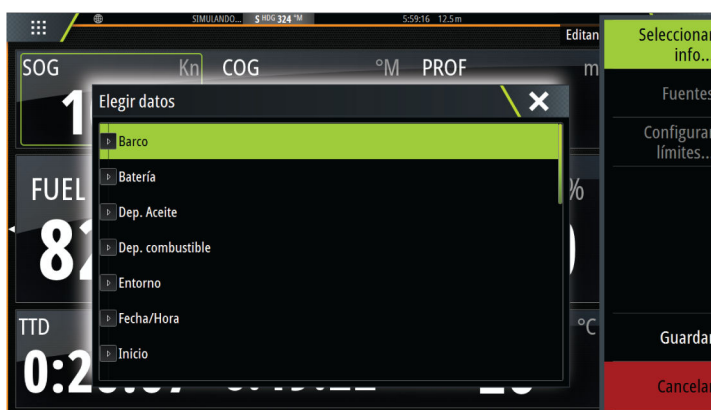 SIMULANDO... S HDG 324 °M 5:59:16 12.5 m
Editan
SOG Kn COG °M PROF m
Elegir datos
Barco
Batería
Dep. Aceite
Dep. combustible
Entorno
Fecha/Hora
Inicio
FUEL %
TTD °C
Seleccionar
info...
Fuentes
Configurar
límites...
Guardar
Cancelar